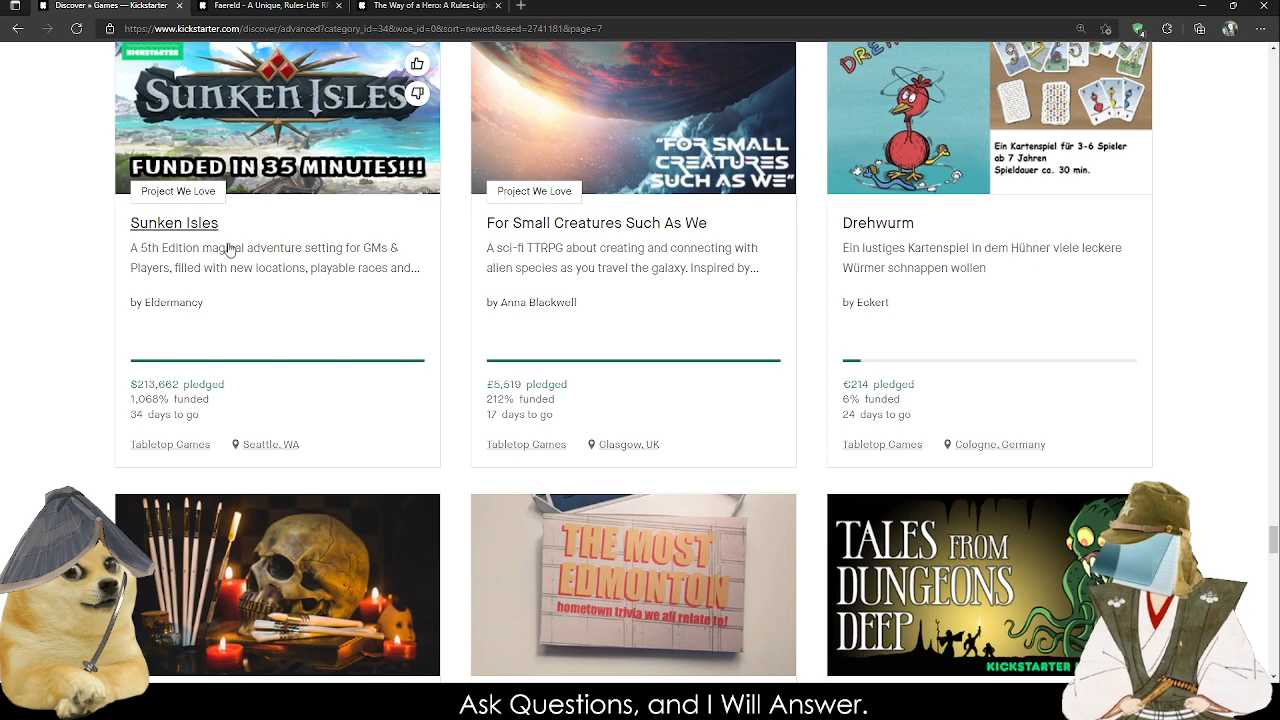 Discover » Games — Kickstarter
Fareld - A Unique, Rules-Lite RF
The Way of a Hero A Rules-Light
https://www.kickstarter.com/discover/advanced?category_id=34&woe_id=0&sort=newest&seed=2741181&page=7
KICKSTARTER
SUNKEN ISLES
FUNDED IN 35 MINUTES!!!
Project We Love
Sunken Isles
A 5th Edition magical adventure setting for GMs &
Players, filled with new locations, playable races and...
by Eldermancy
$213,662 pledged
1,068% funded
34 days to go
Tabletop Games
Seattle, WA
"FOR SMALL
CREATURES
SUCH AS WE"
Project We Love
For Small Creatures Such As We
A sci-fi TTRPG about creating and connecting with
alien species as you travel the galaxy. Inspired by...
by Anna Blackwell
£5,519 pledged
212% funded
17 days to go
Tabletop Games
Glasgow, UK
Ein Kartenspiel für 3-6 Spieler
ab 7 Jahren
Spieldauer ca. 30 min.
Drehwurm
Ein lustiges Kartenspiel in dem Hühner viele leckere
Würmer schnappen wollen
by Eckert
€214 pledged
6% funded
24 days to go
Tabletop Games
Cologne, Germany
THE MOST
EDMONTON
hometown trivia we all relate to!
TALES FROM
DUNGEONS
DEEP
KICKSTARTER
Ask Questions, and I Will Answer.